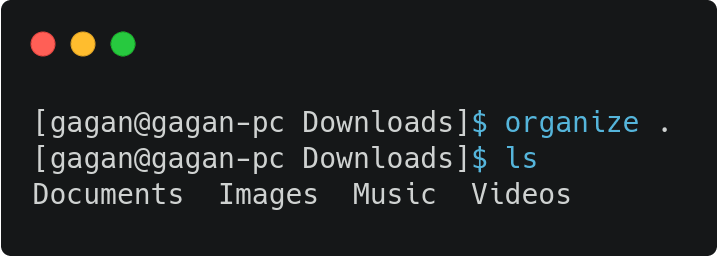 [gagan@gagan-pc Downloads]$ organize .
[gagan@gagan-pc Downloads]$ ls
Documents  Images  Music  Videos